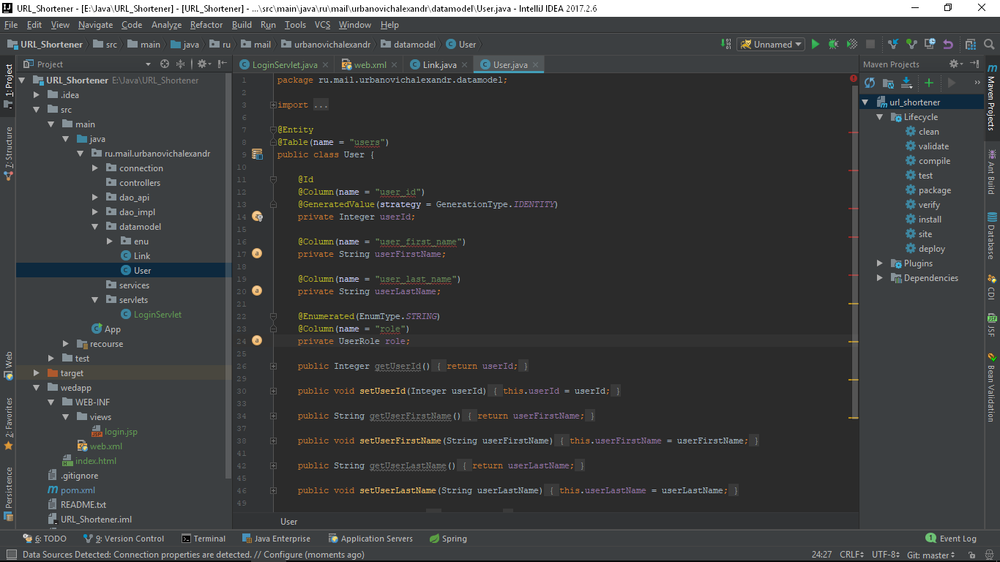 URL_Shortener - [E:\Java\URL_Shortener] - [URL_Shortener] - ...\src\main\java\ru\mail\urbanovichalexandr\datamodel\User.java - IntelliJ IDEA 2017.2.6
File Edit View Navigate Code Analyze Refactor Build Run Tools VCS Window Help
URL_Shortener src main java ru mail urbanovichalexandr datamodel User Unnamed
Project
LoginServlet.java web.xml Link.java User.java
Maven Projects
1: Project
7: Structure
Web
2: Favorites
Persistence
URL_Shortener E:\Java\URL_Shortener
.idea
src
main
java
ru.mail.urbanovichalexandr
connection
controllers
dao_api
dao_impl
datamodel
enu
Link
User
services
servlets
LoginServlet
App
recourse
test
target
wedapp
WEB-INF
views
login.jsp
web.xml
index.html
.gitignore
pom.xml
README.txt
URL_Shortener.iml
1 package ru.mail.urbanovichalexandr.datamodel;
2
3 import ...
6
7 @Entity
8 @Table(name = "users")
9 public class User {
10
11 @Id
12 @Column(name = "user_id")
13 @GeneratedValue(strategy = GenerationType.IDENTITY)
14 private Integer userId;
15
16 @Column(name = "user_first_name")
17 private String userFirstName;
18
19 @Column(name = "user_last_name")
20 private String userLastName;
21
22 @Enumerated(EnumType.STRING)
23 @Column(name = "role")
24 private UserRole role;
25
26 public Integer getUserId() { return userId; }
29
30 public void setUserId(Integer userId) { this.userId = userId; }
33
34 public String getUserFirstName() { return userFirstName; }
37
38 public void setUserFirstName(String userFirstName) { this.userFirstName = userFirstName; }
41
42 public String getUserLastName() { return userLastName; }
45
46 public void setUserLastName(String userLastName) { this.userLastName = userLastName; }
49
User
url_shortener
Lifecycle
clean
validate
compile
test
package
verify
install
site
deploy
Plugins
Dependencies
Maven Projects
Ant Build
Database
CDI
JSF
Bean Validation
6: TODO 9: Version Control Terminal Java Enterprise Application Servers Spring 1 Event Log
Data Sources Detected: Connection properties are detected. // Configure (moments ago) 24:27 CRLF UTF-8 Git: master